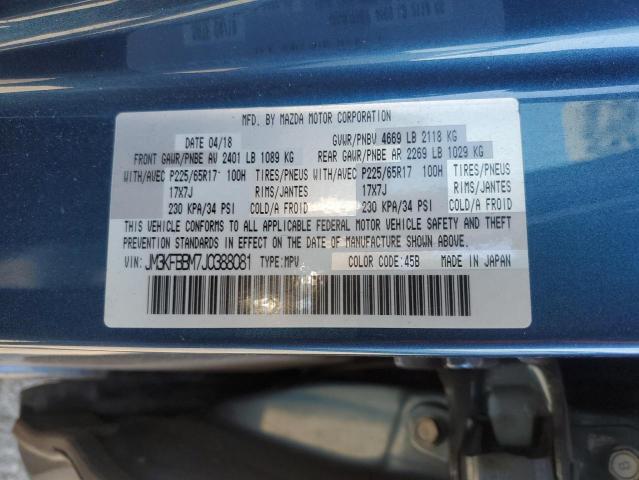 MFD. BY MAZDA MOTOR CORPORATION
DATE 04/18 GVWR/PNBV 4669 LB 2118 KG
FRONT GAWR/PNBE AV 2401 LB 1089 KG REAR GAWR/PNBE AR 2269 LB 1029 KG
WITH/AVEC P225/65R17 100H TIRES/PNEUS WITH/AVEC P225/65R17 100H TIRES/PNEUS
17X7J RIMS/JANTES 17X7J RIMS/JANTES
230 KPA/34 PSI COLD/A FROID 230 KPA/34 PSI COLD/A FROID
THIS VEHICLE CONFORMS TO ALL APPLICABLE FEDERAL MOTOR VEHICLE SAFETY AND THEFT
PREVENTION STANDARDS IN EFFECT ON THE DATE OF MANUFACTURE SHOWN ABOVE.
VIN: JM3KFBBM7J0388081 TYPE:MPV COLOR CODE:45B MADE IN JAPAN